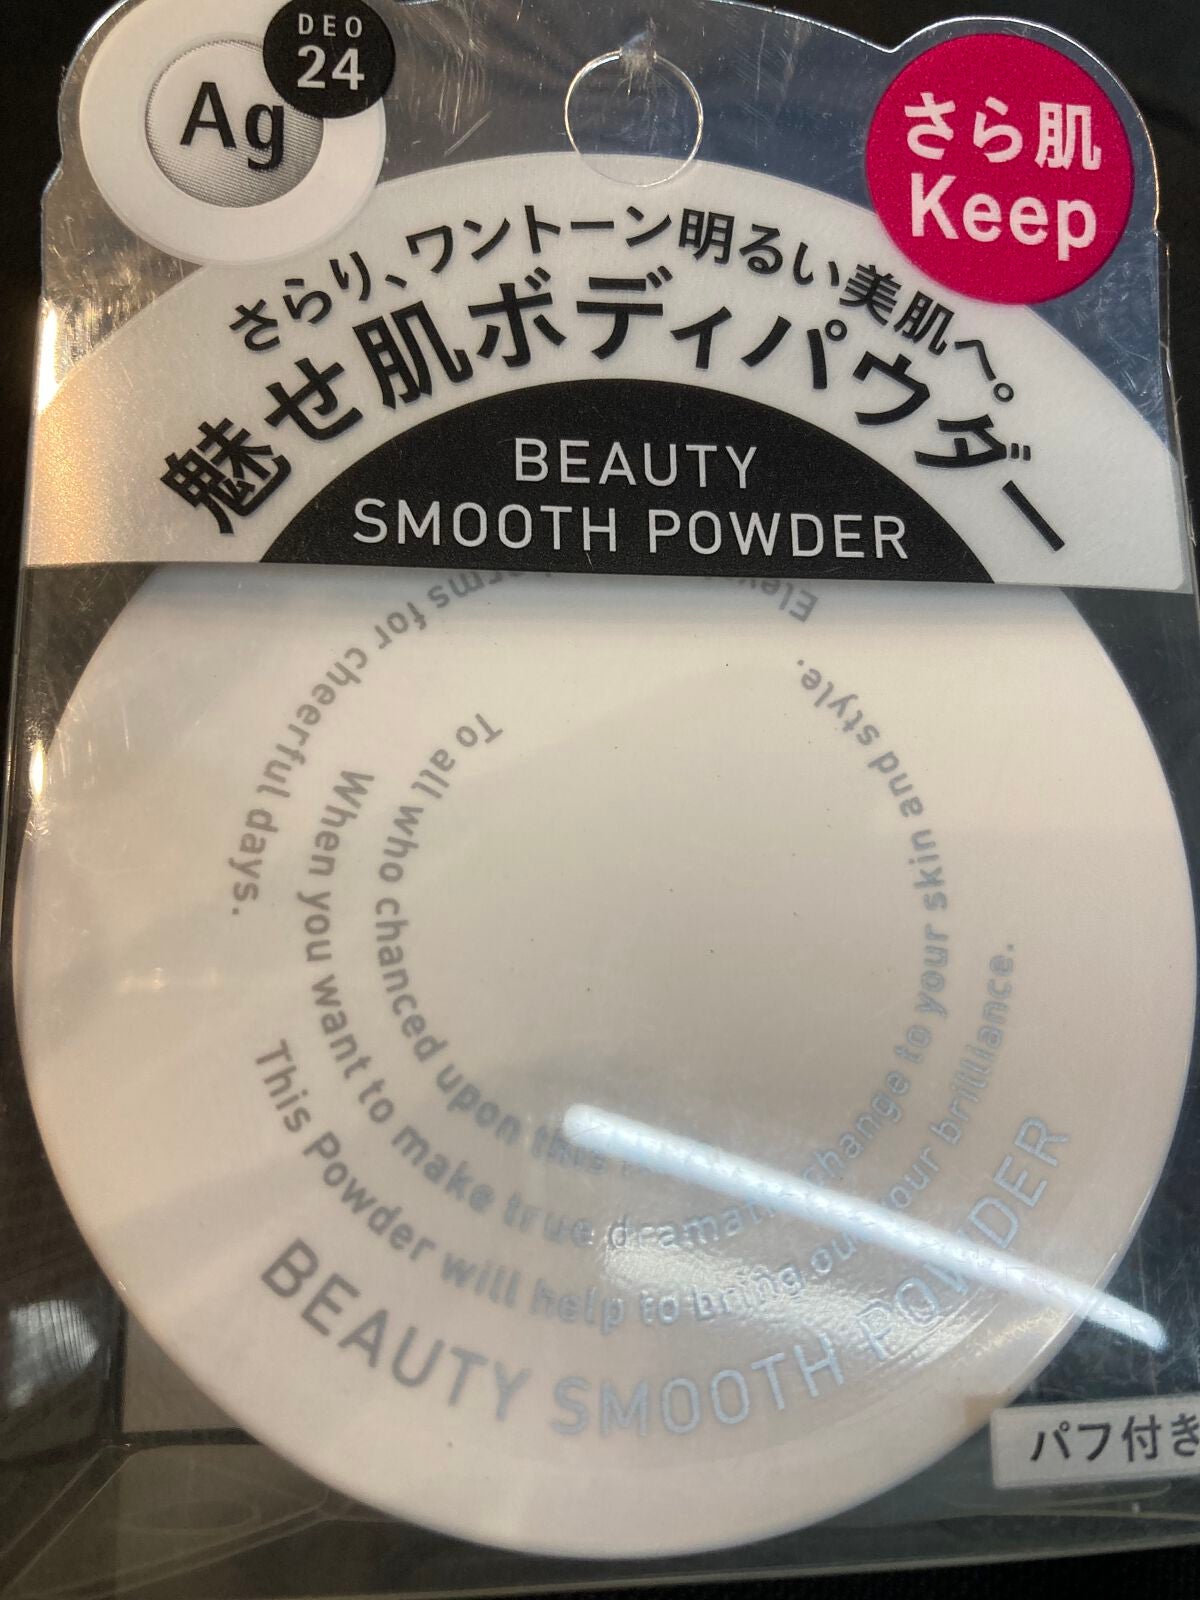 Ag
DEO
24
さら肌
Keep
さらり、ワントーン明るい美肌へ。
魅せ肌ボディパウダー
BEAUTY
SMOOTH POWDER
for cheerful days.
To all who chanced upon this
When you want to make true dramatic change to your skin and style.
This Powder will help to bring out your brilliance.
BEAUTY SMOOTH POWDER
パフ付き